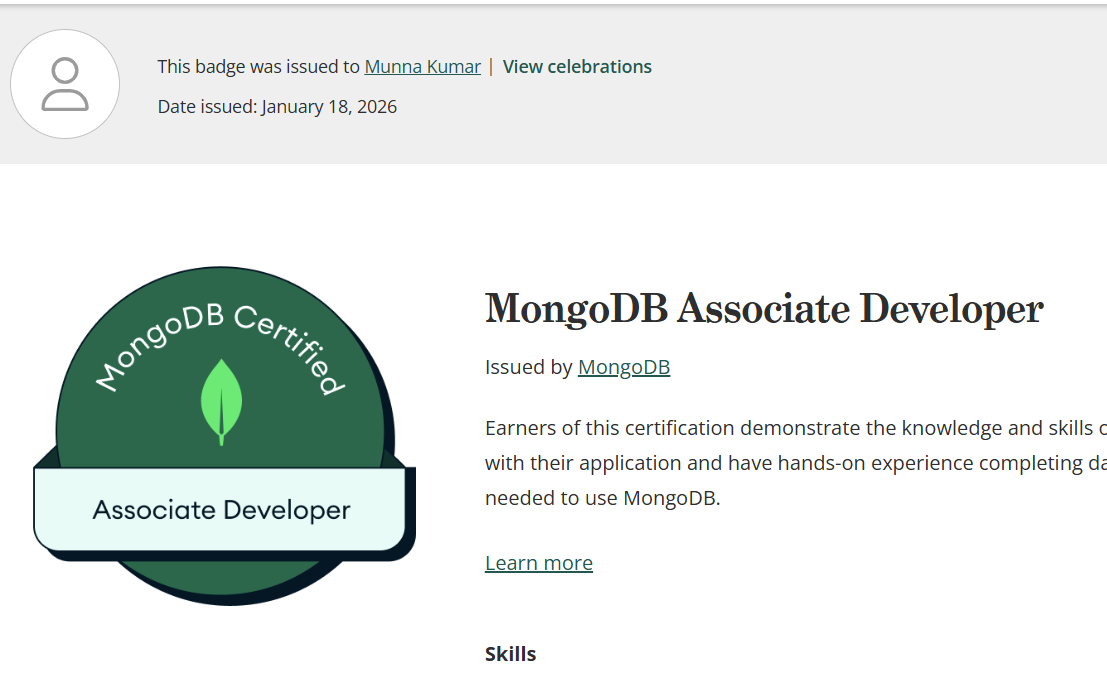 This badge was issued to Munna Kumar | View celebrations
Date issued: January 18, 2026
MongoDB Certified
Associate Developer
MongoDB Associate Developer
Issued by MongoDB
Earners of this certification demonstrate the knowledge and skills
with their application and have hands-on experience completing
needed to use MongoDB.
Learn more
Skills